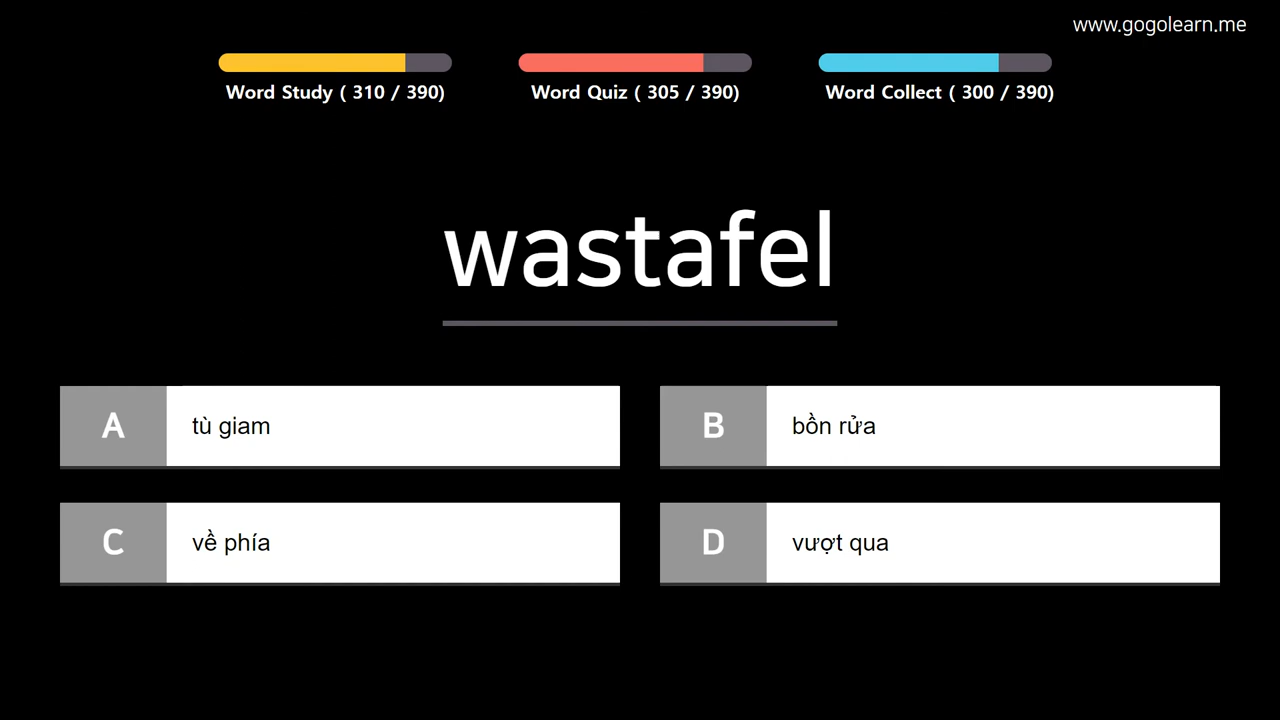 www.gogolearn.me
Word Study ( 310 / 390)
Word Quiz ( 305 / 390)
Word Collect ( 300 / 390)
wastafel
A tù giam
B bồn rửa
C về phía
D vượt qua